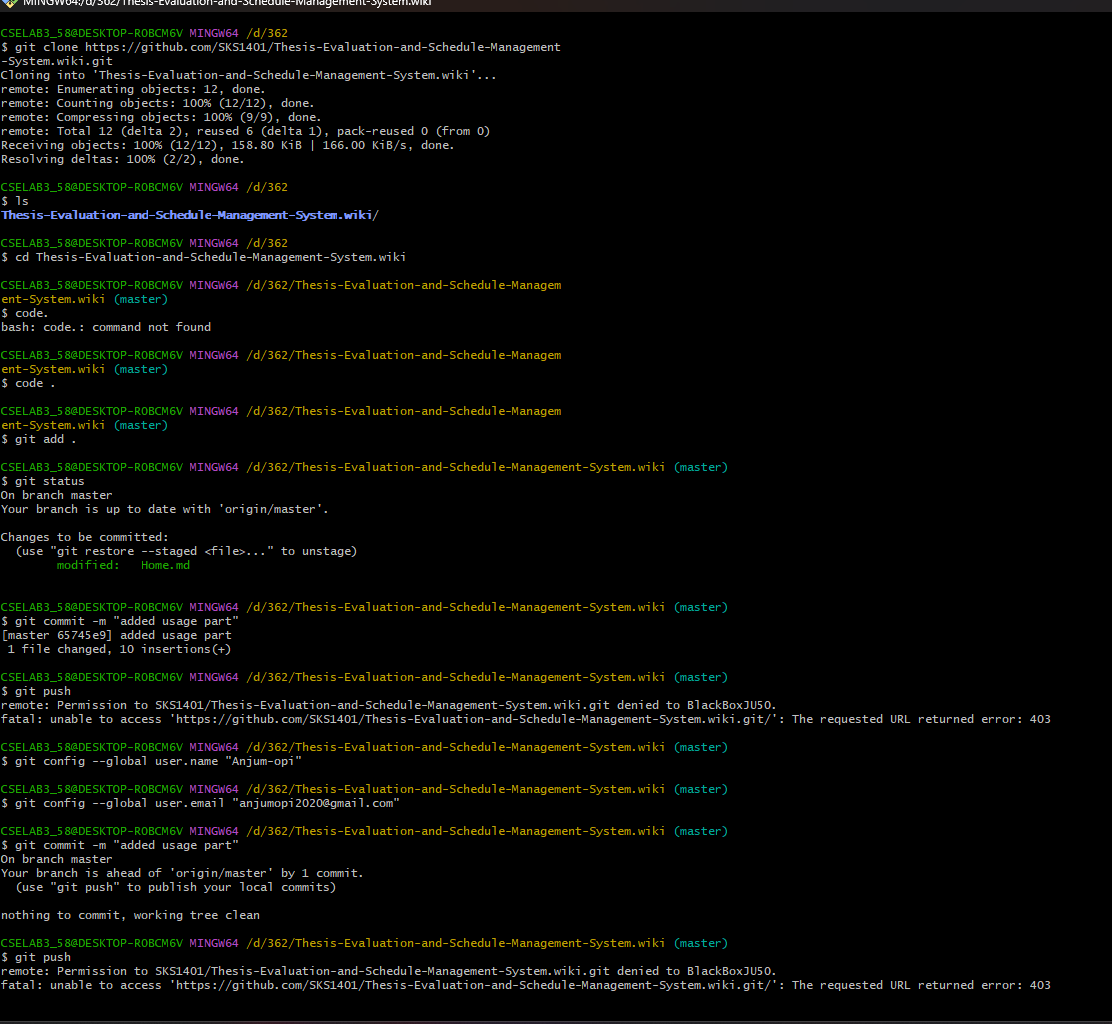 MINGW64:/d/362/Thesis-Evaluation-and-Schedule-Management-System.wiki
CSELAB3_58@DESKTOP-ROBCM6V MINGW64 /d/362
$ git clone https://github.com/SKS1401/Thesis-Evaluation-and-Schedule-Management
-System.wiki.git
Cloning into 'Thesis-Evaluation-and-Schedule-Management-System.wiki'...
remote: Enumerating objects: 12, done.
remote: Counting objects: 100% (12/12), done.
remote: Compressing objects: 100% (9/9), done.
remote: Total 12 (delta 2), reused 6 (delta 1), pack-reused 0 (from 0)
Receiving objects: 100% (12/12), 158.80 KiB | 166.00 KiB/s, done.
Resolving deltas: 100% (2/2), done.
CSELAB3_58@DESKTOP-ROBCM6V MINGW64 /d/362
$ ls
Thesis-Evaluation-and-Schedule-Management-System.wiki/
CSELAB3_58@DESKTOP-ROBCM6V MINGW64 /d/362
$ cd Thesis-Evaluation-and-Schedule-Management-System.wiki
CSELAB3_58@DESKTOP-ROBCM6V MINGW64 /d/362/Thesis-Evaluation-and-Schedule-Managem
ent-System.wiki (master)
$ code.
bash: code.: command not found
CSELAB3_58@DESKTOP-ROBCM6V MINGW64 /d/362/Thesis-Evaluation-and-Schedule-Managem
ent-System.wiki (master)
$ code .
CSELAB3_58@DESKTOP-ROBCM6V MINGW64 /d/362/Thesis-Evaluation-and-Schedule-Managem
ent-System.wiki (master)
$ git add .
CSELAB3_58@DESKTOP-ROBCM6V MINGW64 /d/362/Thesis-Evaluation-and-Schedule-Management-System.wiki (master)
$ git status
On branch master
Your branch is up to date with 'origin/master'.
Changes to be committed:
(use "git restore --staged <file>..." to unstage)
modified: Home.md
CSELAB3_58@DESKTOP-ROBCM6V MINGW64 /d/362/Thesis-Evaluation-and-Schedule-Management-System.wiki (master)
$ git commit -m "added usage part"
[master 65745e9] added usage part
1 file changed, 10 insertions(+)
CSELAB3_58@DESKTOP-ROBCM6V MINGW64 /d/362/Thesis-Evaluation-and-Schedule-Management-System.wiki (master)
$ git push
remote: Permission to SKS1401/Thesis-Evaluation-and-Schedule-Management-System.wiki.git denied to BlackBoxJU50.
fatal: unable to access 'https://github.com/SKS1401/Thesis-Evaluation-and-Schedule-Management-System.wiki.git/': The requested URL returned error: 403
CSELAB3_58@DESKTOP-ROBCM6V MINGW64 /d/362/Thesis-Evaluation-and-Schedule-Management-System.wiki (master)
$ git config --global user.name "Anjum-opi"
CSELAB3_58@DESKTOP-ROBCM6V MINGW64 /d/362/Thesis-Evaluation-and-Schedule-Management-System.wiki (master)
$ git config --global user.email "anjumopi2020@gmail.com"
CSELAB3_58@DESKTOP-ROBCM6V MINGW64 /d/362/Thesis-Evaluation-and-Schedule-Management-System.wiki (master)
$ git commit -m "added usage part"
On branch master
Your branch is ahead of 'origin/master' by 1 commit.
(use "git push" to publish your local commits)
nothing to commit, working tree clean
CSELAB3_58@DESKTOP-ROBCM6V MINGW64 /d/362/Thesis-Evaluation-and-Schedule-Management-System.wiki (master)
$ git push
remote: Permission to SKS1401/Thesis-Evaluation-and-Schedule-Management-System.wiki.git denied to BlackBoxJU50.
fatal: unable to access 'https://github.com/SKS1401/Thesis-Evaluation-and-Schedule-Management-System.wiki.git/': The requested URL returned error: 403